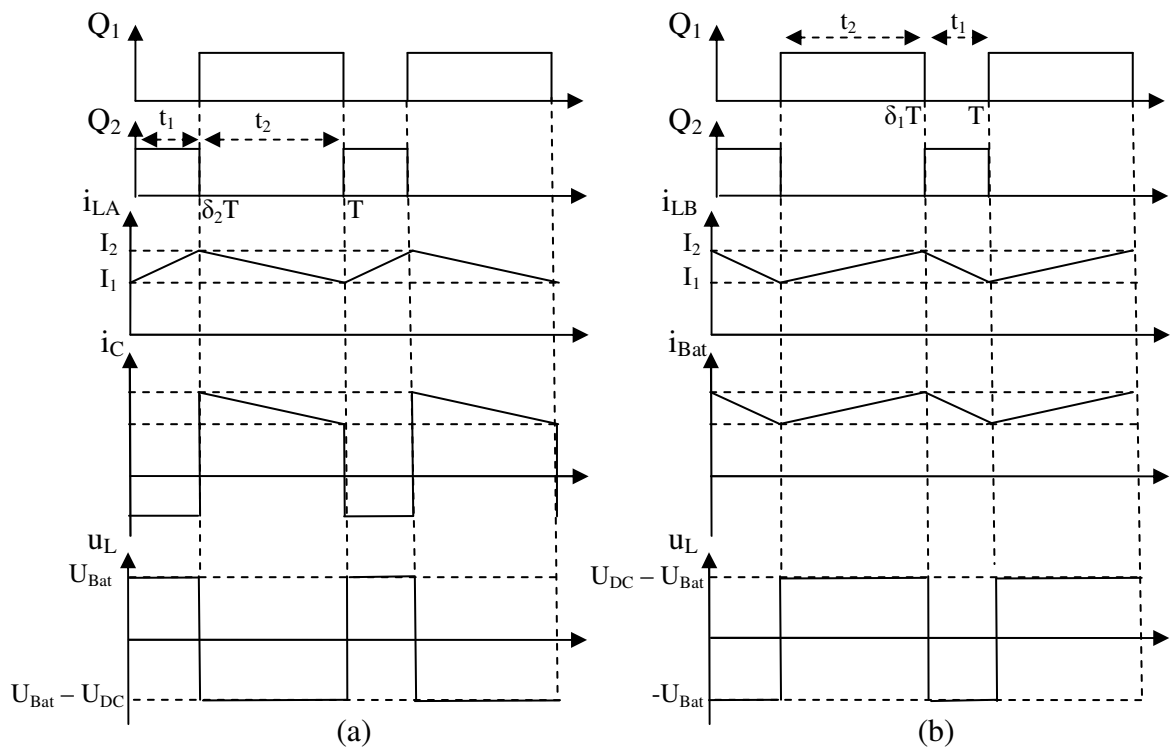 Q1
t2
t1
δ1T
T
Q1
Q2
t1
t2
δ2T
T
Q2
iLA
I2
I1
iLB
I2
I1
iC
iBat
uL
UBat
UBat – UDC
(a)
uL
UDC – UBat
-UBat
(b)